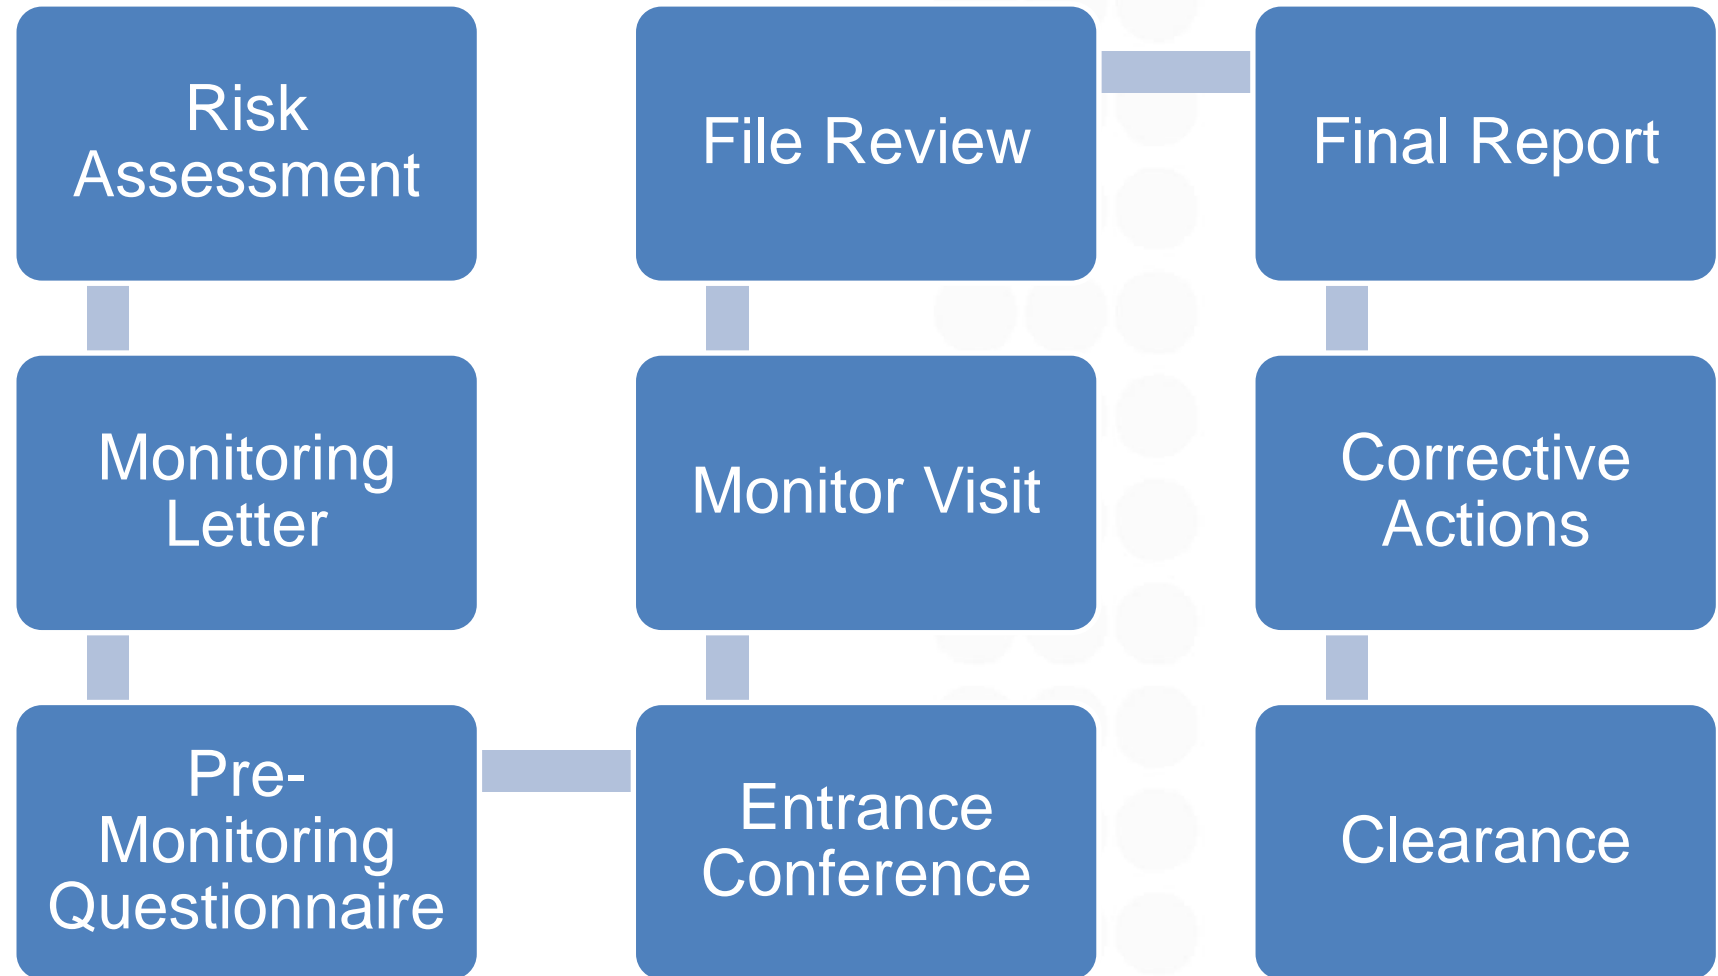 Risk
Assessment
Monitoring
Letter
Pre-
Monitoring
Questionnaire
Entrance
Conference
Monitor Visit
File Review
Final Report
Corrective
Actions
Clearance